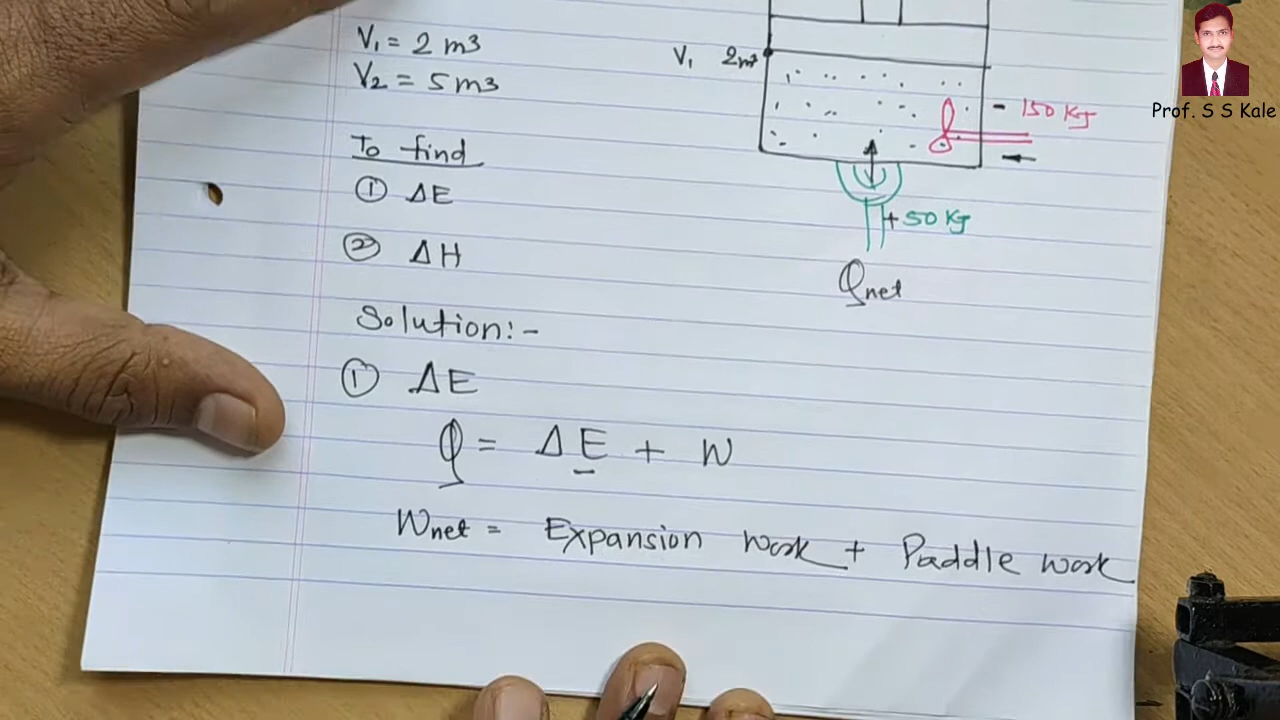 V₁ = 2 m3
V₂ = 5 m3
V₁ 2m³
- 150 KJ
To find
① ΔE
+ 50 KJ
② ΔH
Qnet
Solution:-
① ΔE
Q = ΔE + W
Wnet = Expansion work + Paddle work
Prof. S S Kale